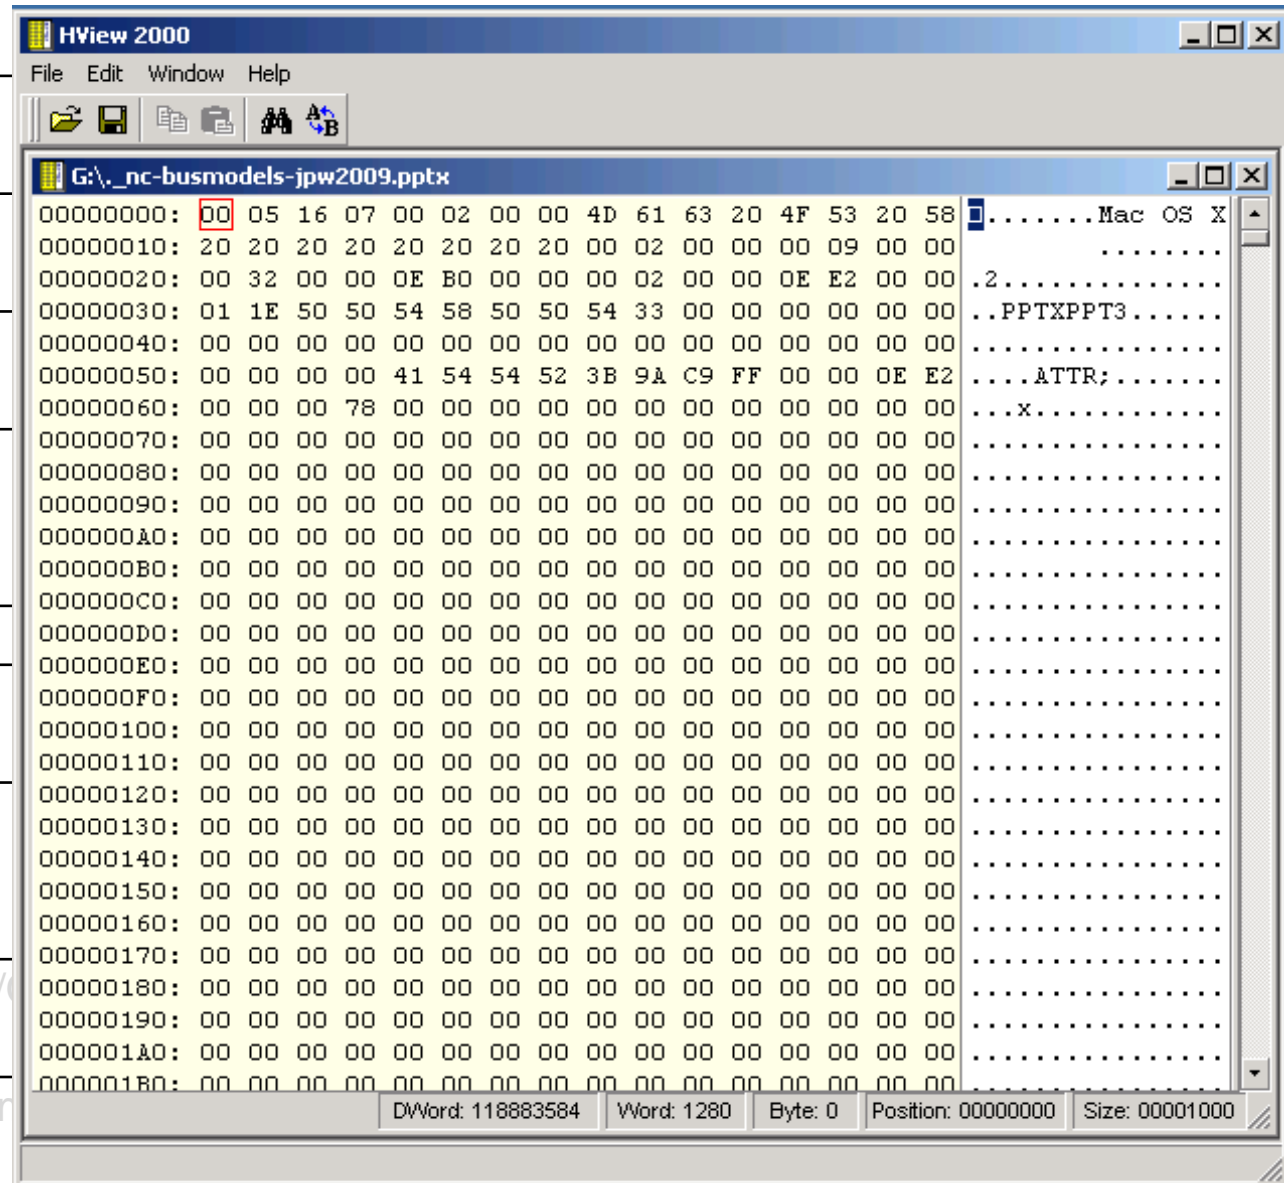 HView 2000
File Edit Window Help
G:\._nc-busmodels-jpw2009.pptx
00000000: 00 05 16 07 00 02 00 00 4D 61 63 20 4F 53 20 58 ........Mac OS X
00000010: 20 20 20 20 20 20 20 20 00 02 00 00 00 09 00 00         ........
00000020: 00 32 00 00 0E B0 00 00 00 02 00 00 0E E2 00 00 .2..............
00000030: 01 1E 50 50 54 58 50 50 54 33 00 00 00 00 00 00 ..PPTXPPT3......
00000040: 00 00 00 00 00 00 00 00 00 00 00 00 00 00 00 00 ................
00000050: 00 00 00 00 41 54 54 52 3B 9A C9 FF 00 00 0E E2 ....ATTR;.......
00000060: 00 00 00 78 00 00 00 00 00 00 00 00 00 00 00 00 ...x............
00000070: 00 00 00 00 00 00 00 00 00 00 00 00 00 00 00 00 ................
00000080: 00 00 00 00 00 00 00 00 00 00 00 00 00 00 00 00 ................
00000090: 00 00 00 00 00 00 00 00 00 00 00 00 00 00 00 00 ................
000000A0: 00 00 00 00 00 00 00 00 00 00 00 00 00 00 00 00 ................
000000B0: 00 00 00 00 00 00 00 00 00 00 00 00 00 00 00 00 ................
000000C0: 00 00 00 00 00 00 00 00 00 00 00 00 00 00 00 00 ................
000000D0: 00 00 00 00 00 00 00 00 00 00 00 00 00 00 00 00 ................
000000E0: 00 00 00 00 00 00 00 00 00 00 00 00 00 00 00 00 ................
000000F0: 00 00 00 00 00 00 00 00 00 00 00 00 00 00 00 00 ................
00000100: 00 00 00 00 00 00 00 00 00 00 00 00 00 00 00 00 ................
00000110: 00 00 00 00 00 00 00 00 00 00 00 00 00 00 00 00 ................
00000120: 00 00 00 00 00 00 00 00 00 00 00 00 00 00 00 00 ................
00000130: 00 00 00 00 00 00 00 00 00 00 00 00 00 00 00 00 ................
00000140: 00 00 00 00 00 00 00 00 00 00 00 00 00 00 00 00 ................
00000150: 00 00 00 00 00 00 00 00 00 00 00 00 00 00 00 00 ................
00000160: 00 00 00 00 00 00 00 00 00 00 00 00 00 00 00 00 ................
00000170: 00 00 00 00 00 00 00 00 00 00 00 00 00 00 00 00 ................
00000180: 00 00 00 00 00 00 00 00 00 00 00 00 00 00 00 00 ................
00000190: 00 00 00 00 00 00 00 00 00 00 00 00 00 00 00 00 ................
000001A0: 00 00 00 00 00 00 00 00 00 00 00 00 00 00 00 00 ................
000001B0: 00 00 00 00 00 00 00 00 00 00 00 00 00 00 00 00 ................
DWord: 118883584 Word: 1280 Byte: 0 Position: 00000000 Size: 00001000